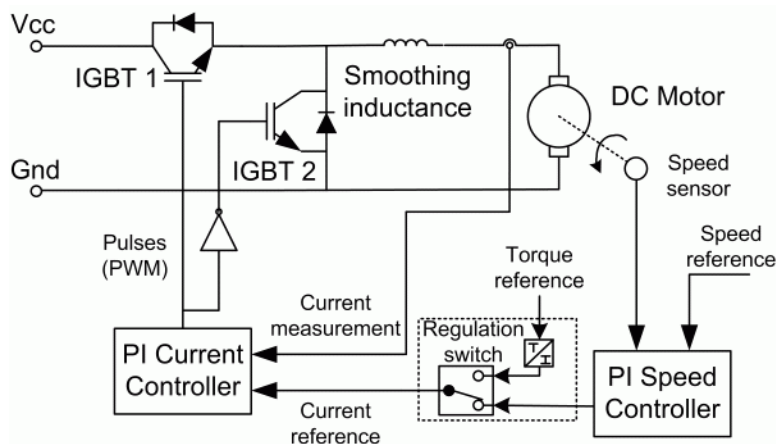 Vcc
IGBT 1
Smoothing
inductance
DC Motor
IGBT 2
Gnd
Speed
sensor
Pulses
(PWM)
Torque
reference
Speed
reference
Current
measurement
Regulation
switch
T
I
PI Current
Controller
PI Speed
Controller
Current
reference